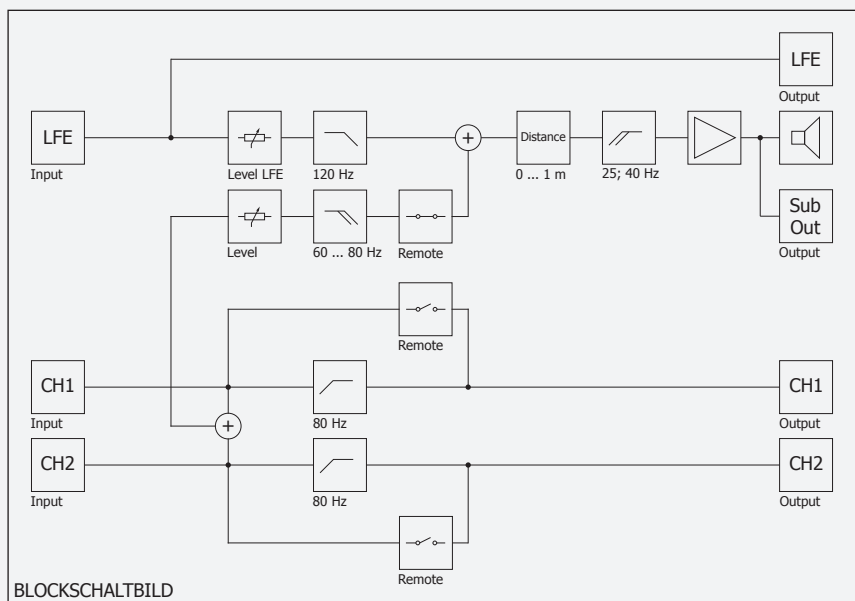 LFE
Output
LFE
Input
Level LFE
120 Hz
+
Distance
0 ... 1 m
25; 40 Hz
Sub
Out
Output
Level
60 ... 80 Hz
Remote
Remote
CH1
Input
80 Hz
CH1
Output
+
CH2
Input
80 Hz
CH2
Output
Remote
BLOCKSCHALTBILD